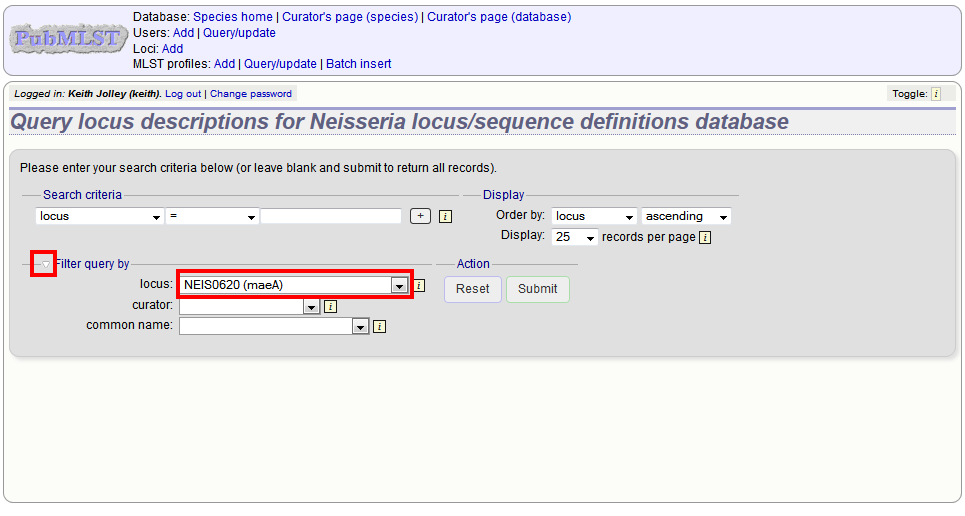 PubMLST
Database: Species home | Curator's page (species) | Curator's page (database)
Users: Add | Query/update
Loci: Add
MLST profiles: Add | Query/update | Batch insert
Logged in: Keith Jolley (keith). Log out | Change password
Toggle: i
Query locus descriptions for Neisseria locus/sequence definitions database
Please enter your search criteria below (or leave blank and submit to return all records).
Search criteria
locus = + i
Display
Order by: locus ascending
Display: 25 records per page i
Filter query by
locus: NEIS0620 (maeA) i
curator: i
common name: i
Action
Reset Submit